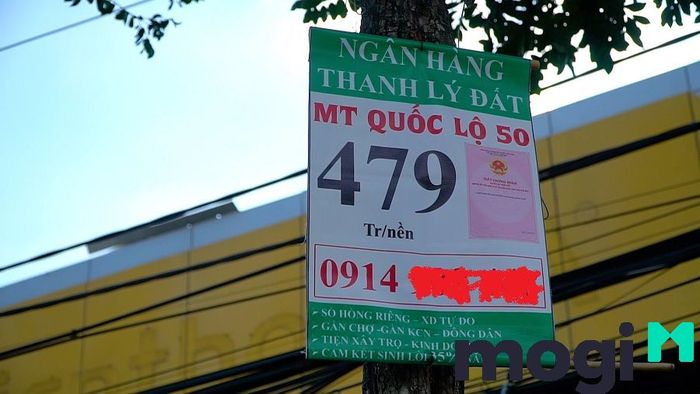 NGÂN HÀNG
THANH LÝ ĐẤT
MT QUỐC LỘ 50
479
Tr/nền
0914
- SỔ HỒNG RIÊNG - XD TỰ DO
- GẦN CHỢ - GẦN KCN - ĐÔNG DÂN
- TIỆN XÂY TRỌ - KINH
- CAM KẾT SINH LỜI 35%
mogi M